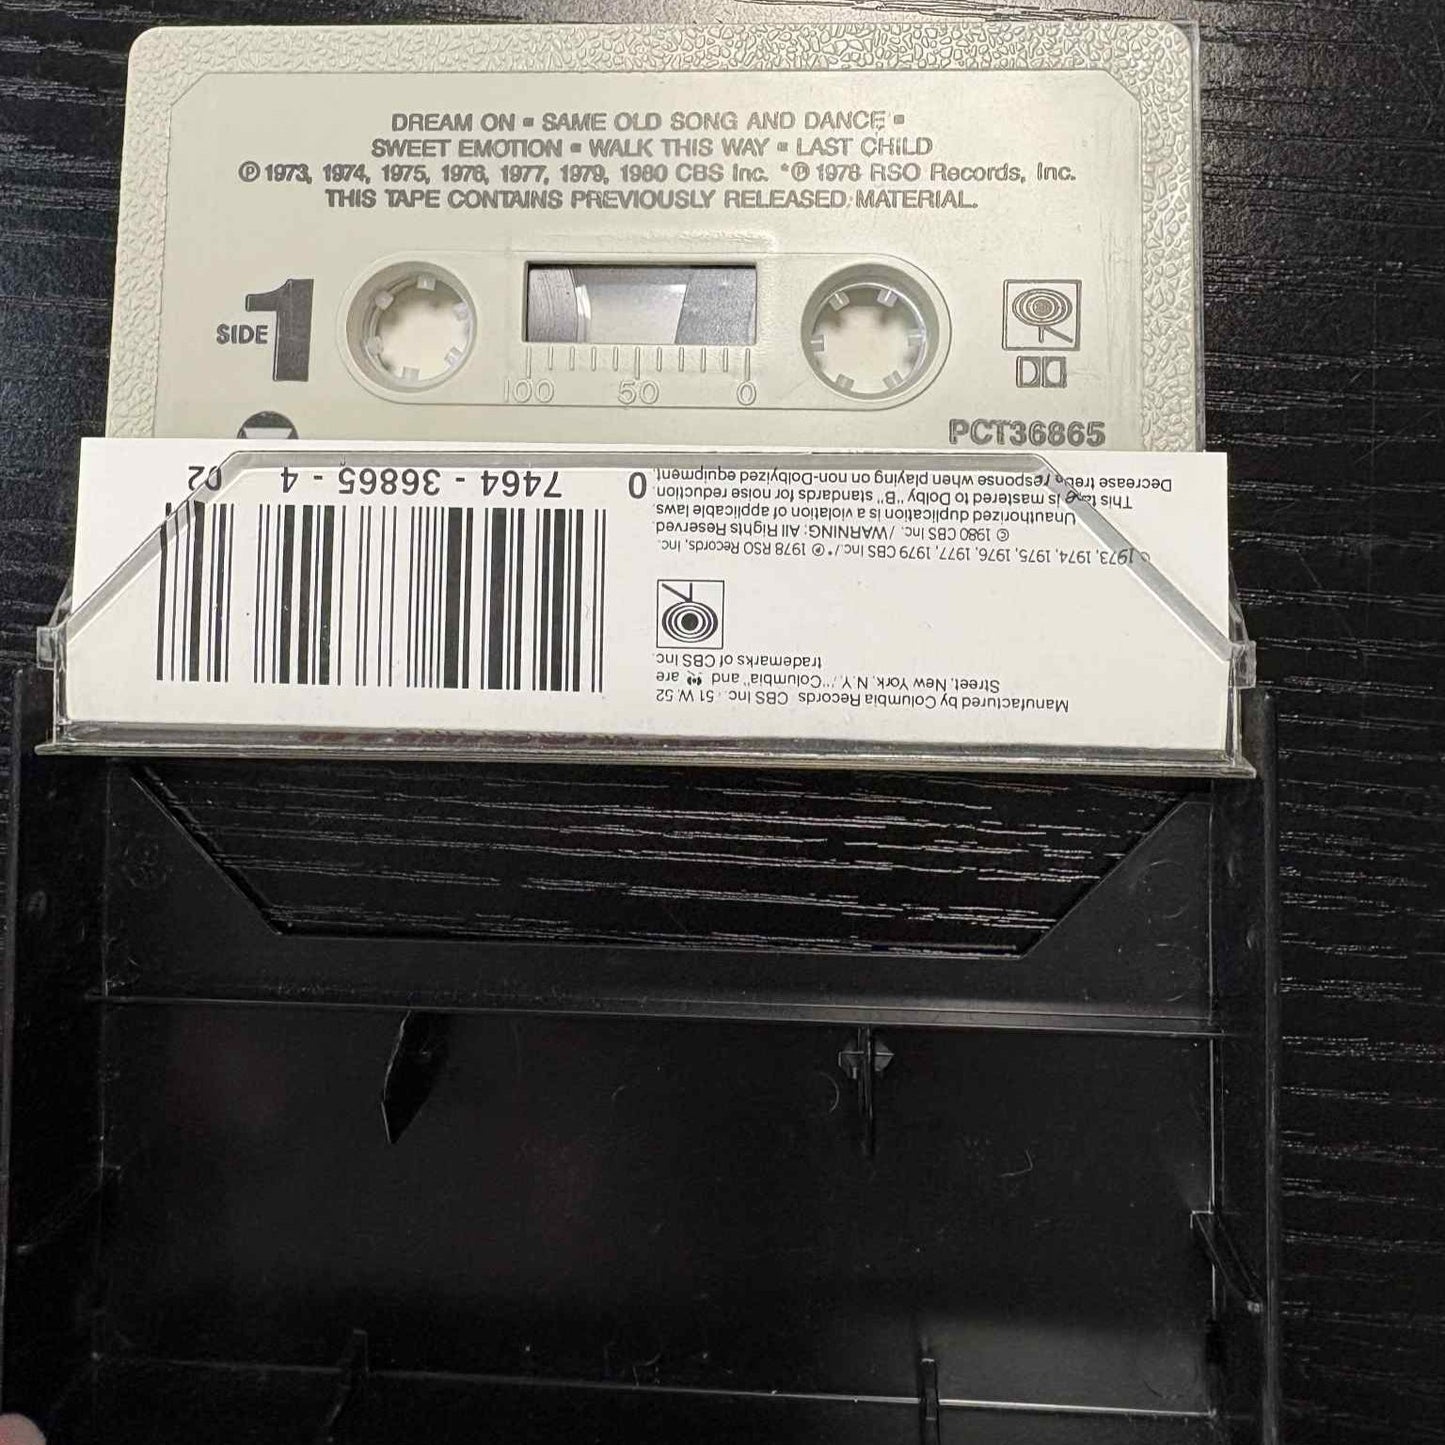 DREAM ON ▪ SAME OLD SONG AND DANCE ▪
SWEET EMOTION ▪ WALK THIS WAY ▪ LAST CHILD
℗ 1973, 1974, 1975, 1976, 1977, 1979, 1980 CBS Inc. *℗ 1978 RSO Records, Inc.
THIS TAPE CONTAINS PREVIOUSLY RELEASED MATERIAL.
SIDE 1
100 50 0
PCT36865
Manufactured by Columbia Records CBS Inc. 51 W. 52
Street, New York, N.Y./"Columbia" and are
trademarks of CBS Inc.
1973, 1974, 1975, 1976, 1977, 1979 CBS Inc./*℗ 1978 RSO Records, Inc.
© 1980 CBS Inc. / WARNING: All Rights Reserved
Unauthorized duplication is a violation of applicable laws.
This is mastered to Dolby "B" standards for noise reduction.
Decrease response when playing on non-Dolbyized equipment.
0 7464 - 36865 - 4 02